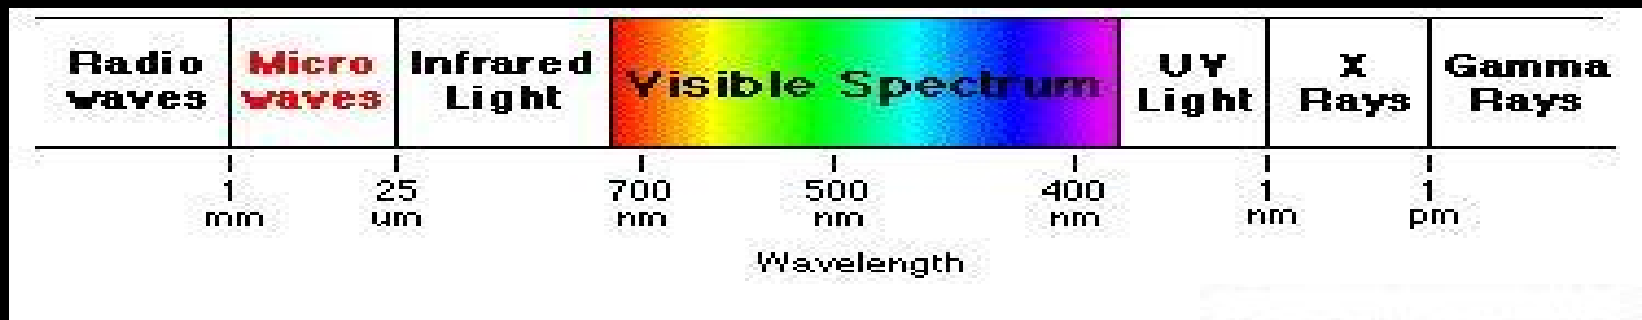 Radio waves
Micro waves
Infrared Light
Visible Spectrum
UV Light
X Rays
Gamma Rays
1 mm
25 um
700 nm
500 nm
400 nm
1 nm
1 pm
Wavelength